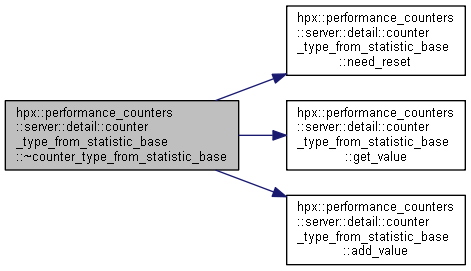 hpx::performance_counters
::server::detail::counter
_type_from_statistic_base
::need_reset
hpx::performance_counters
::server::detail::counter
_type_from_statistic_base
::~counter_type_from_statistic_base
hpx::performance_counters
::server::detail::counter
_type_from_statistic_base
::get_value
hpx::performance_counters
::server::detail::counter
_type_from_statistic_base
::add_value